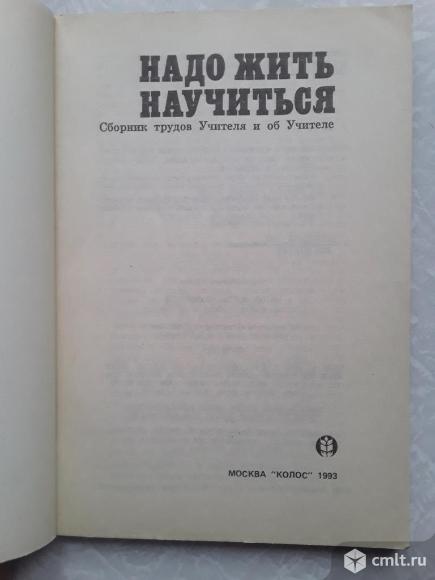 НАДО ЖИТЬ
НАУЧИТЬСЯ
Сборник трудов Учителя и об Учителе
МОСКВА "КОЛОС" 1993
cmlt.ru